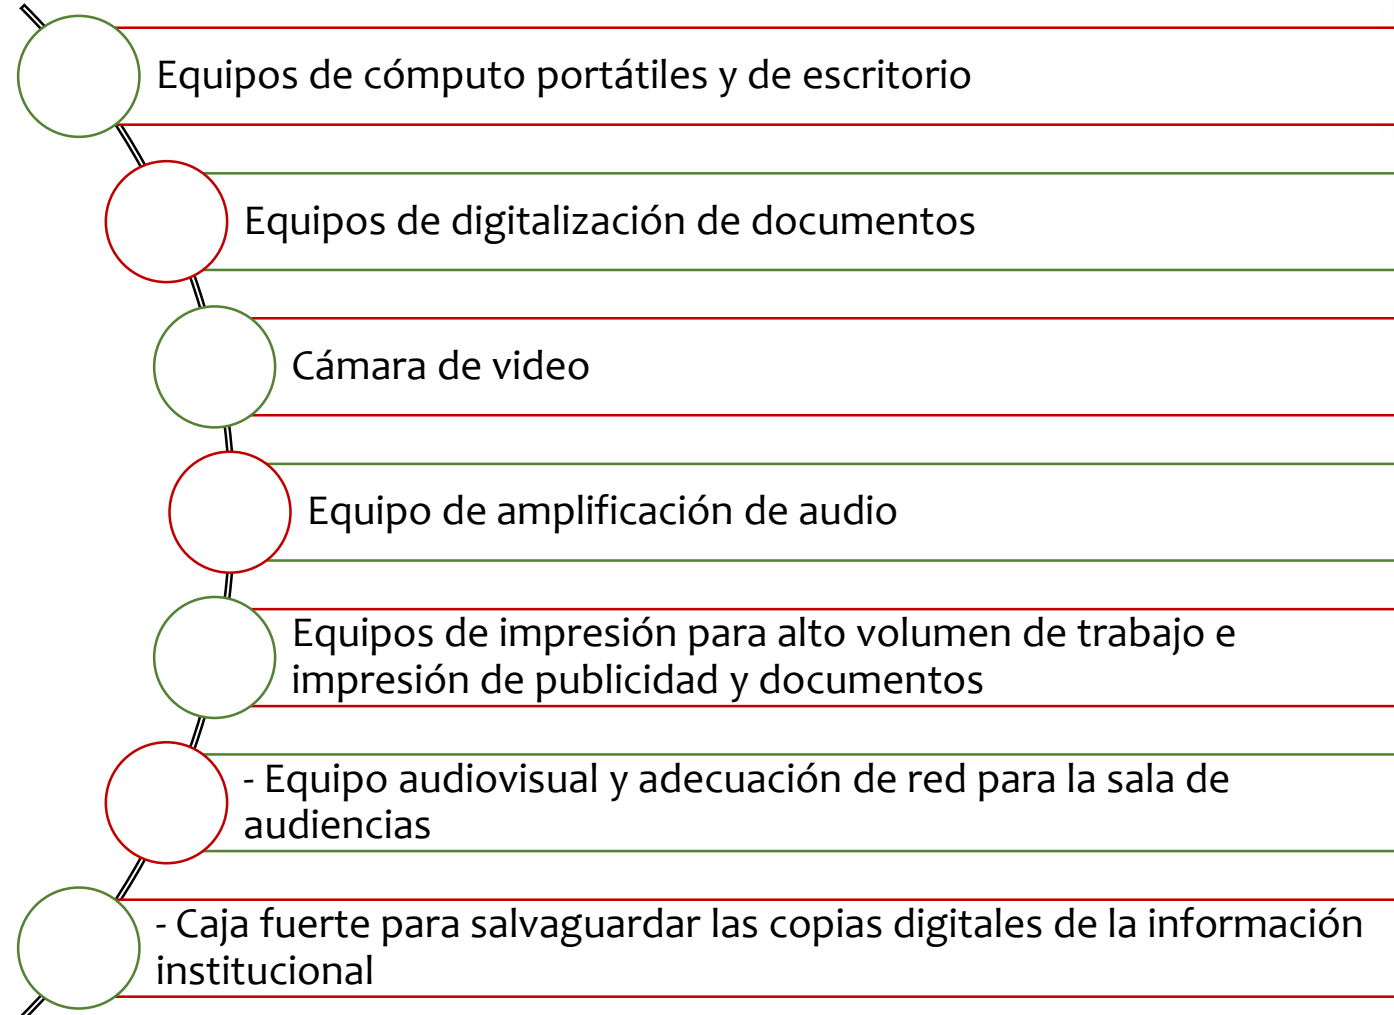 Equipos de cómputo portátiles y de escritorio
Equipos de digitalización de documentos
Cámara de video
Equipo de amplificación de audio
Equipos de impresión para alto volumen de trabajo e
impresión de publicidad y documentos
- Equipo audiovisual y adecuación de red para la sala de
audiencias
- Caja fuerte para salvaguardar las copias digitales de la información
institucional